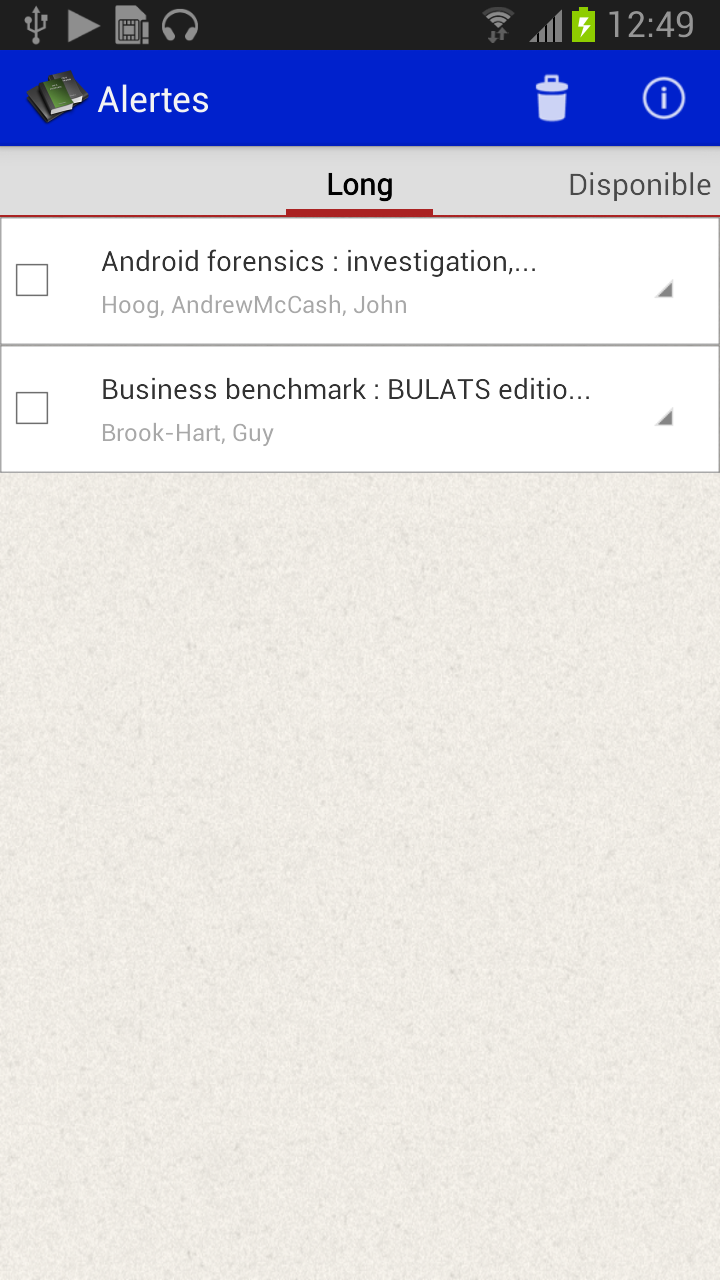 12:49
Alertes
Long
Disponible
Android forensics : investigation,...
Hoog, AndrewMcCash, John
Business benchmark : BULATS editio...
Brook-Hart, Guy